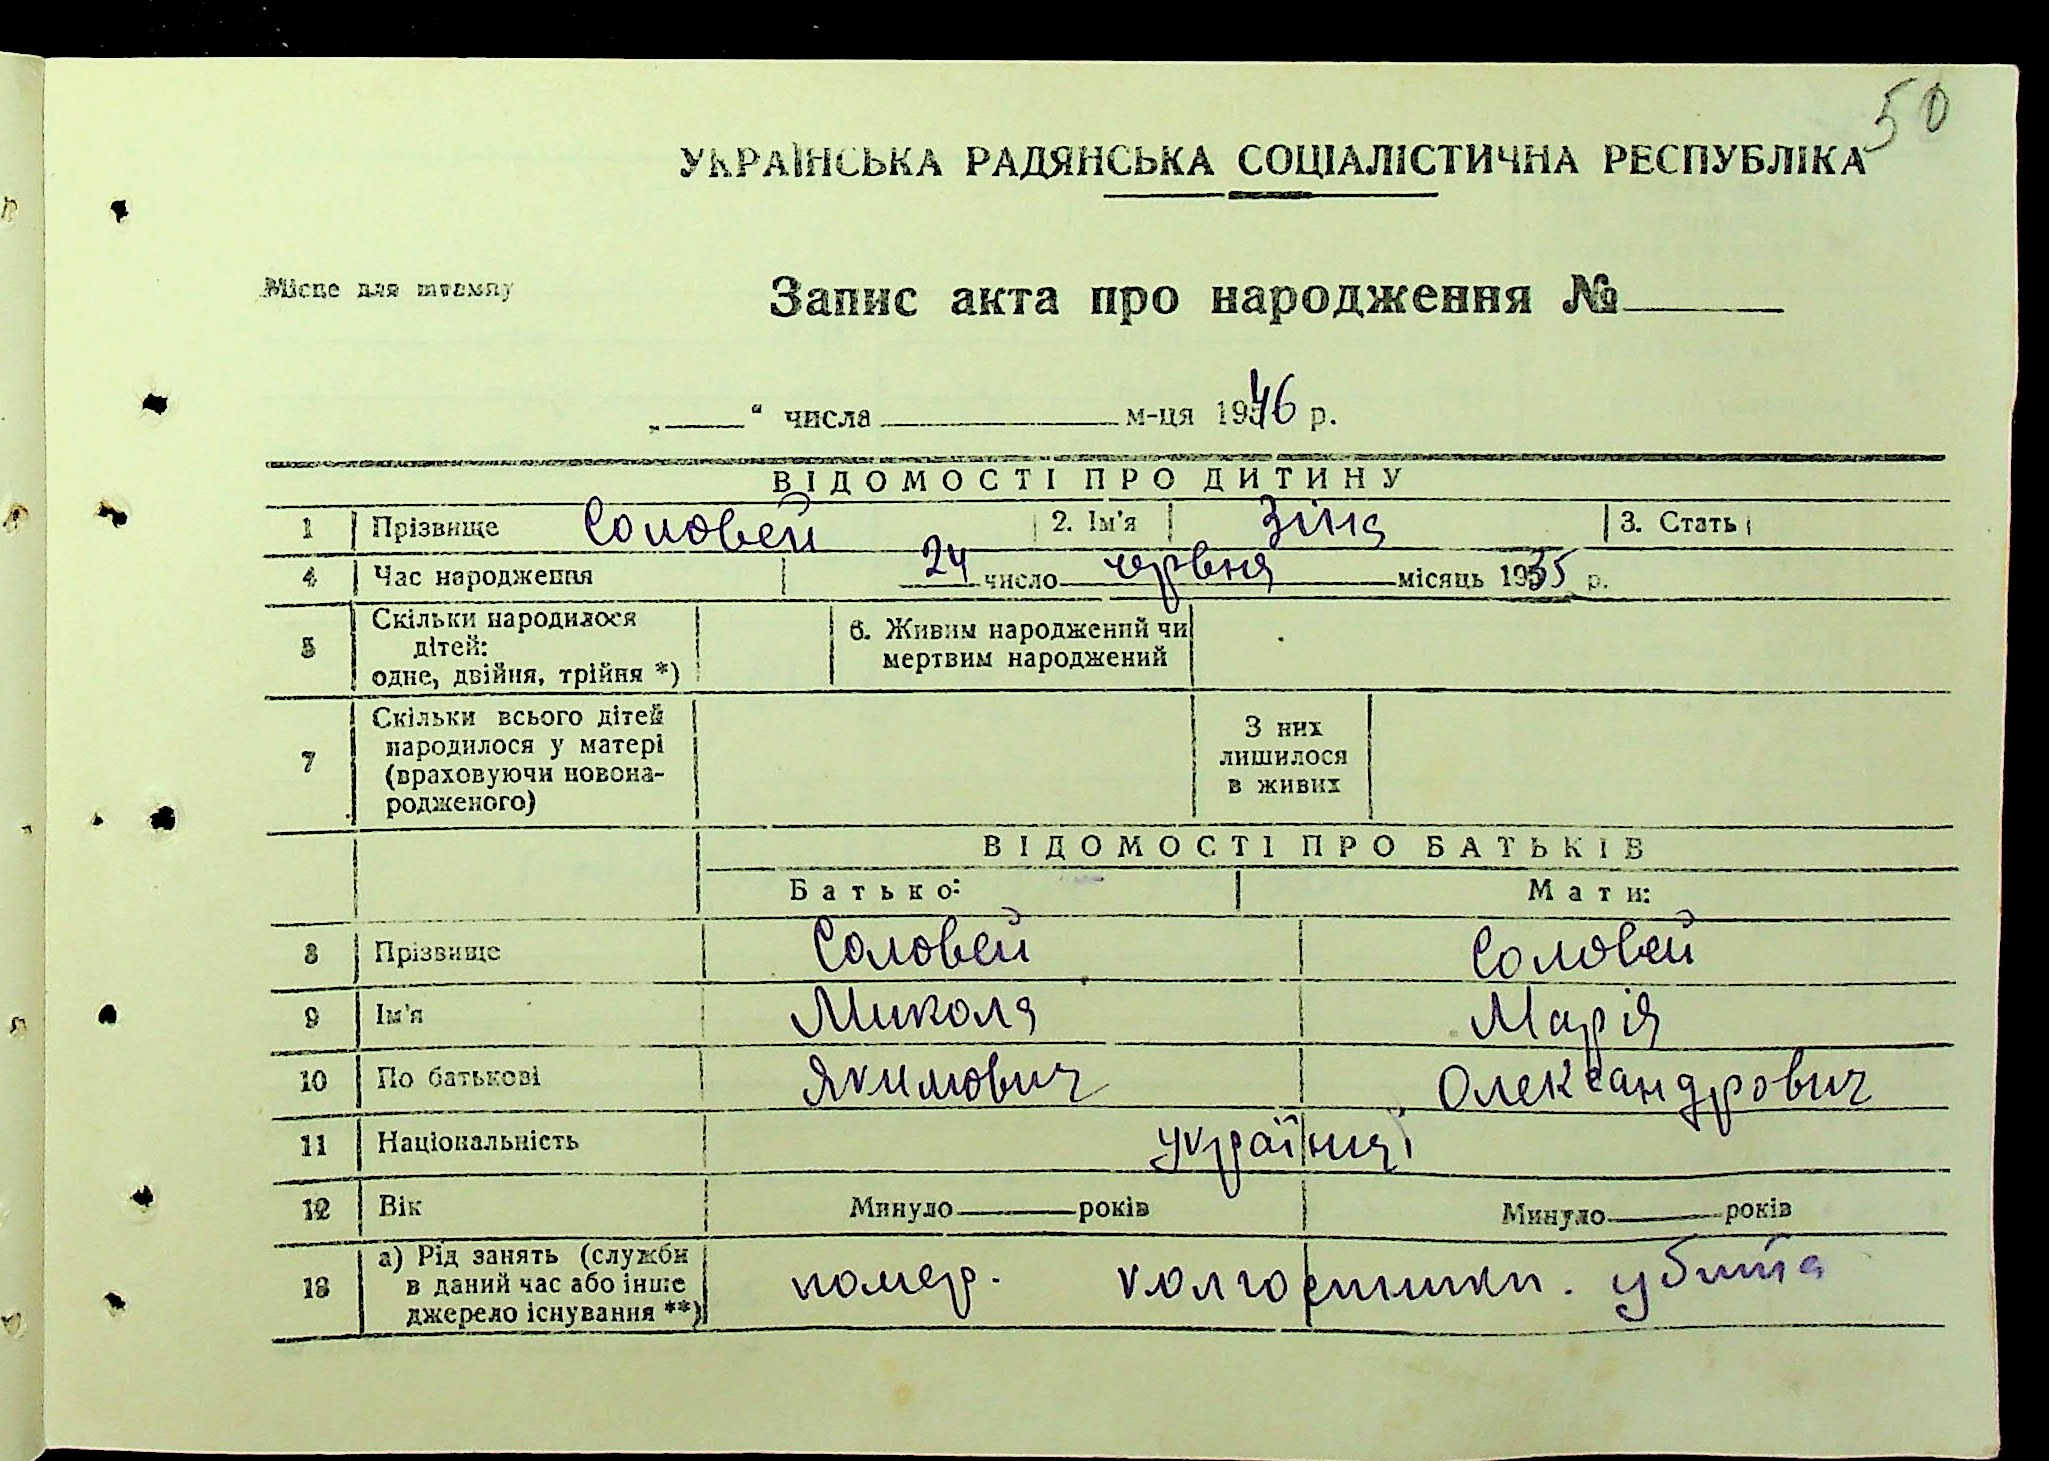 50
УКРАЇНСЬКА РАДЯНСЬКА СОЦІАЛІСТИЧНА РЕСПУБЛІКА
Місце для штампу
Запис акта про народження №
„ “ числа м-ця 1946 р.
ВІДОМОСТІ ПРО ДИТИНУ
1 Прізвище Соловей 2. Ім'я Зіна 3. Стать
4 Час народження 24 число червня місяць 1935 р.
5 Скільки народилося дітей: одне, двійня, трійня *) 6. Живим народжений чи мертвим народжений
7 Скільки всього дітей народилося у матері (враховуючи новонародженого) З них лишилося в живих
ВІДОМОСТІ ПРО БАТЬКІВ
Батько: Мати:
8 Прізвище Соловей Соловей
9 Ім'я Микола Марія
10 По батькові Якимович Олександрович
11 Національність українці
12 Вік Минуло років Минуло років
13 а) Рід занять (служби в даний час або інше джерело існування **) помер. колгоспники. убита